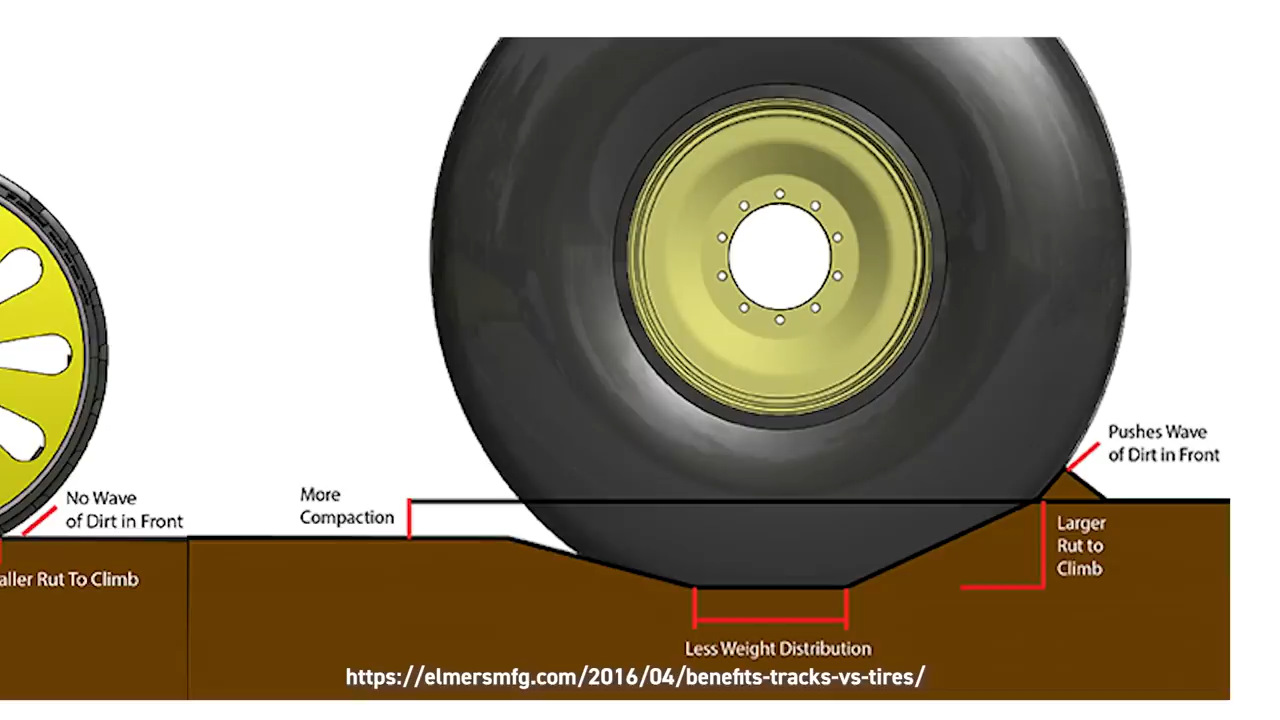 No Wave
of Dirt in Front
aller Rut To Climb
More
Compaction
Pushes Wave
of Dirt in Front
Larger
Rut to
Climb
Less Weight Distribution
https://elmersmfg.com/2016/04/benefits-tracks-vs-tires/